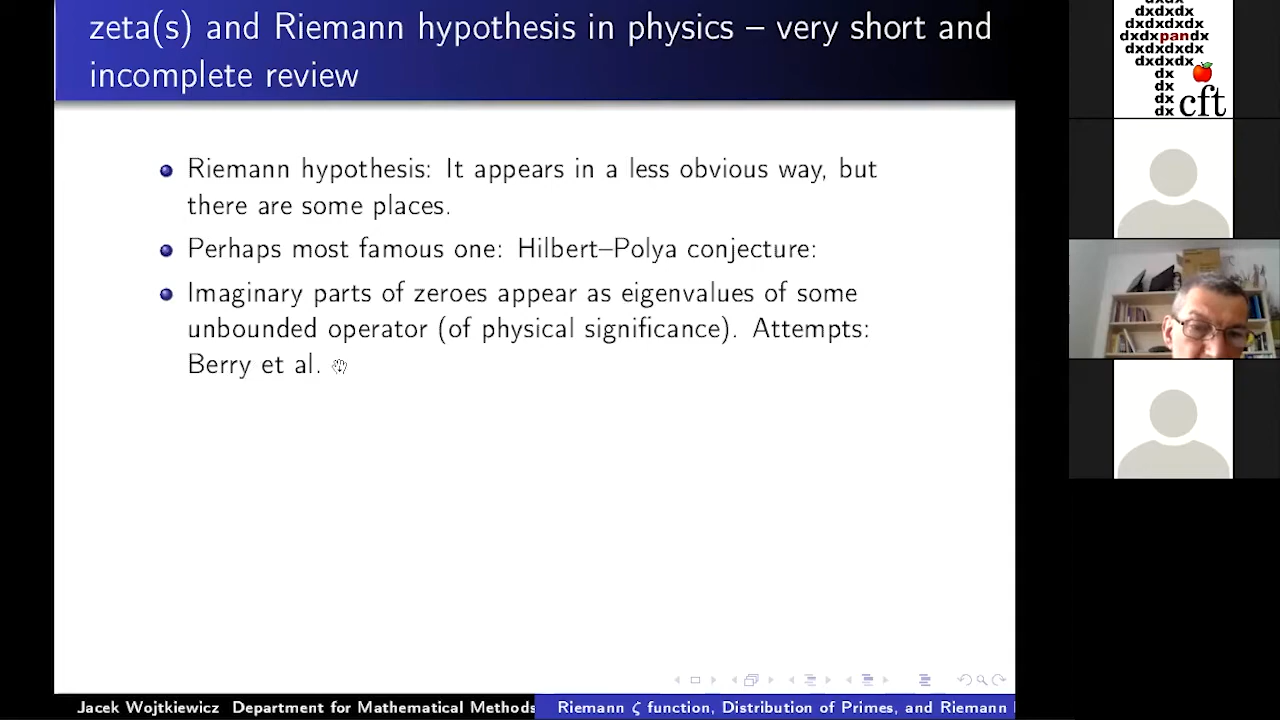 zeta(s) and Riemann hypothesis in physics – very short and
incomplete review
Riemann hypothesis: It appears in a less obvious way, but
there are some places.
Perhaps most famous one: Hilbert–Polya conjecture:
Imaginary parts of zeroes appear as eigenvalues of some
unbounded operator (of physical significance). Attempts:
Berry et al.
Jacek Wojtkiewicz Department for Mathematical Methods
Riemann ζ function, Distribution of Primes, and Riemann
dxdxdx
dxdxdx
dxdxdxdx
dxdxpandx
dxdxdxdx
dxdxdx
dx
dx
dx
dx cft